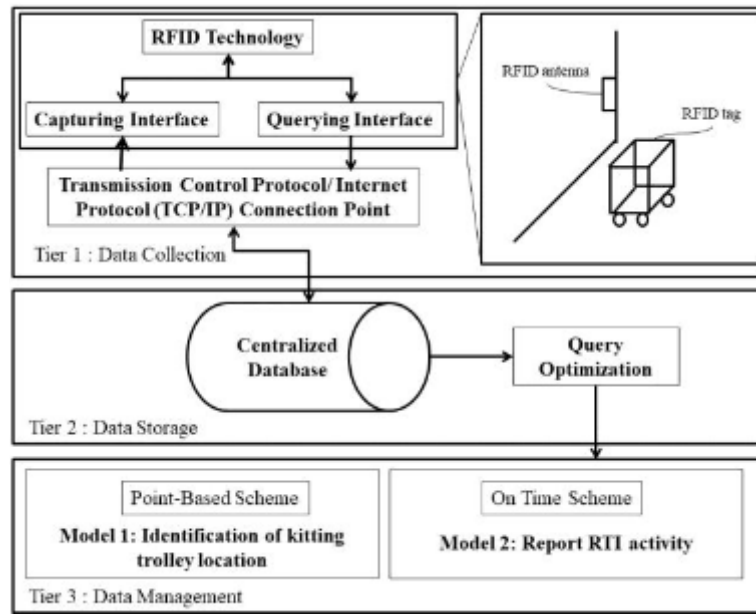 RFID Technology
Capturing Interface
Querying Interface
Transmission Control Protocol/ Internet
Protocol (TCP/IP) Connection Point
Tier 1 : Data Collection
RFID antenna
RFID tag
Centralized
Database
Query
Optimization
Tier 2 : Data Storage
Point-Based Scheme
Model 1: Identification of kitting
trolley location
On Time Scheme
Model 2: Report RTI activity
Tier 3 : Data Management